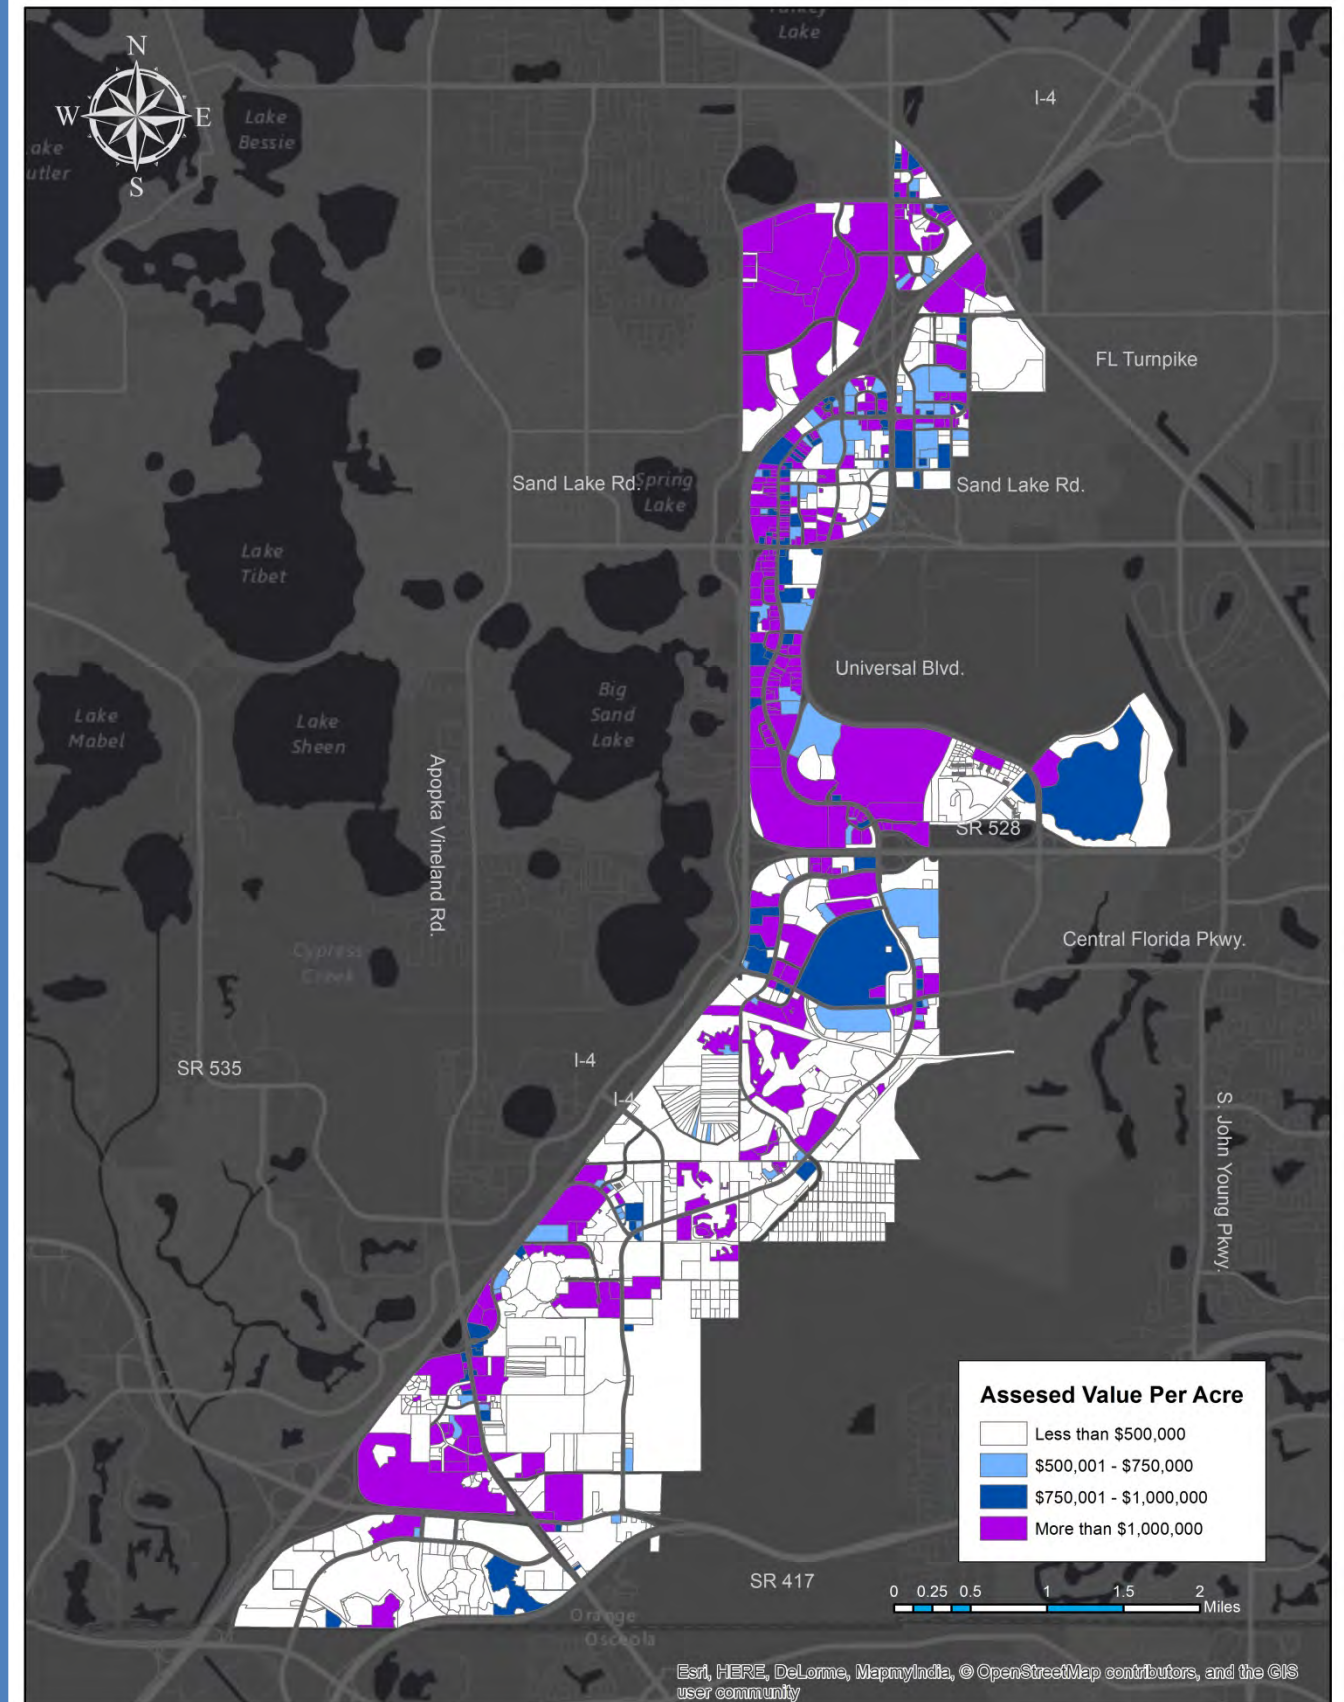 Turkey
Lake
N
W
E
S
I-4
Lake
Bessie
Lake
utler
FL Turnpike
Sand Lake Rd.
Spring
Lake
Sand Lake Rd.
Lake
Tibet
Universal Blvd.
Lake
Mabel
Lake
Sheen
Big
Sand
Lake
Apopka Vineland Rd.
SR 528
Central Florida Pkwy.
Cypress
Creek
SR 535
I-4
I-4
S. John Young Pkwy.
Assesed Value Per Acre
Less than $500,000
$500,001 - $750,000
$750,001 - $1,000,000
More than $1,000,000
SR 417
0 0.25 0.5 1 1.5 2
Miles
Orange
Osceola
Esri, HERE, DeLorme, MapmyIndia, © OpenStreetMap contributors, and the GIS
user community